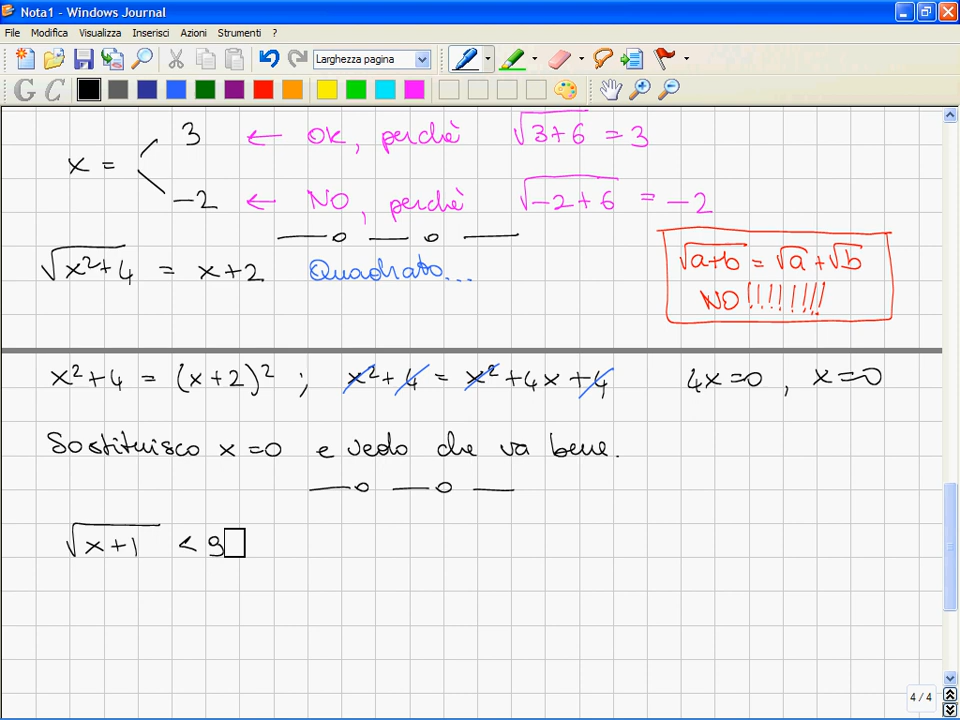 Nota1 - Windows Journal
File Modifica Visualizza Inserisci Azioni Strumenti ?
Larghezza pagina
G C
3 ← OK, perchè √3+6 = 3
x =
-2 ← NO, perchè √-2+6 = -2
√x²+4 = x+2 Quadrato...
√a+b = √a + √b
NO!!!!!!!!
x²+4 = (x+2)² ; x²+4 = x²+4x+4 4x=0 , x=0
Sostituisco x=0 e vedo che va bene.
√x+1 < 9
4 / 4